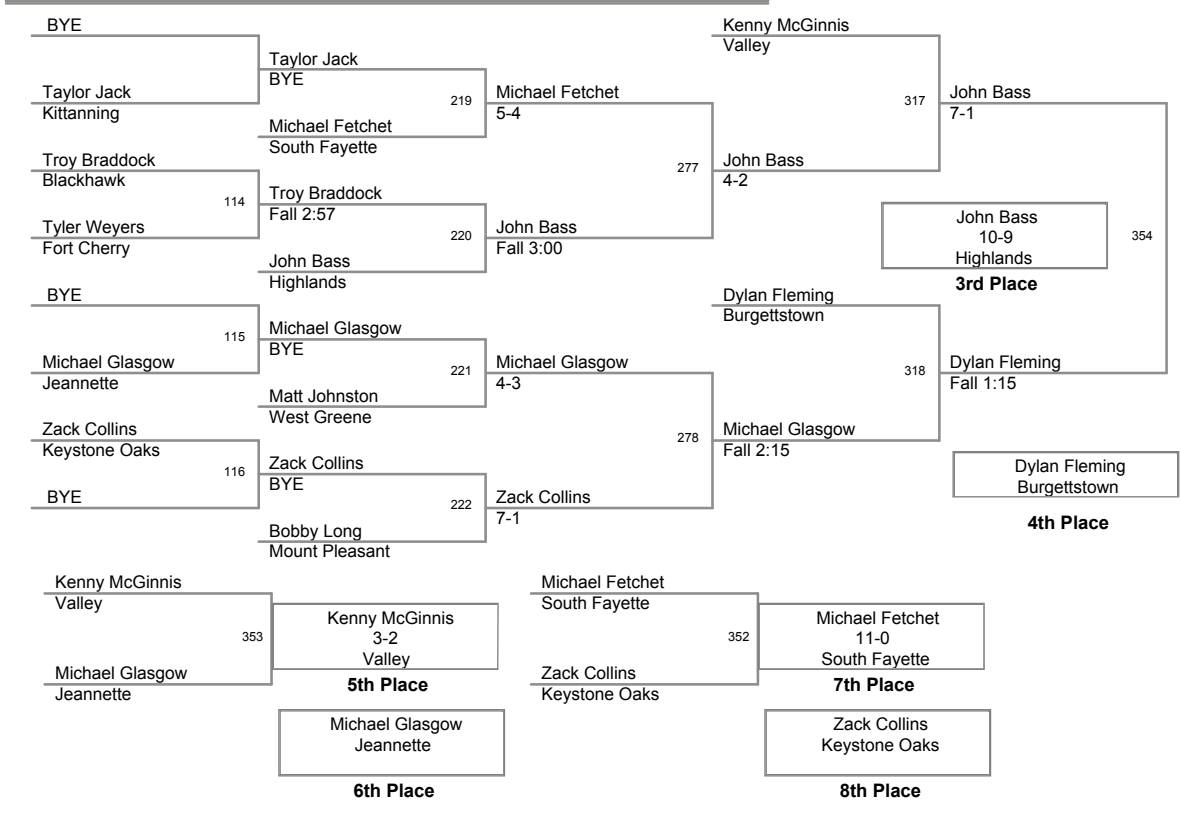 BYE
Taylor Jack
Kittanning
Troy Braddock
Blackhawk
Tyler Weyers
Fort Cherry
BYE
Michael Glasgow
Jeannette
Zack Collins
Keystone Oaks
BYE
114
115
116
Taylor Jack
BYE
Michael Fetchet
South Fayette
Troy Braddock
Fall 2:57
John Bass
Highlands
Michael Glasgow
BYE
Matt Johnston
West Greene
Zack Collins
BYE
Bobby Long
Mount Pleasant
219
220
221
222
Michael Fetchet
5-4
John Bass
Fall 3:00
Michael Glasgow
4-3
Zack Collins
7-1
277
278
Kenny McGinnis
Valley
John Bass
4-2
Dylan Fleming
Burgettstown
Michael Glasgow
Fall 2:15
317
318
John Bass
7-1
Dylan Fleming
Fall 1:15
354
John Bass
10-9
Highlands
3rd Place
Dylan Fleming
Burgettstown
4th Place
Kenny McGinnis
Valley
353
Michael Glasgow
Jeannette
Kenny McGinnis
3-2
Valley
5th Place
Michael Glasgow
Jeannette
6th Place
Michael Fetchet
South Fayette
352
Zack Collins
Keystone Oaks
Michael Fetchet
11-0
South Fayette
7th Place
Zack Collins
Keystone Oaks
8th Place